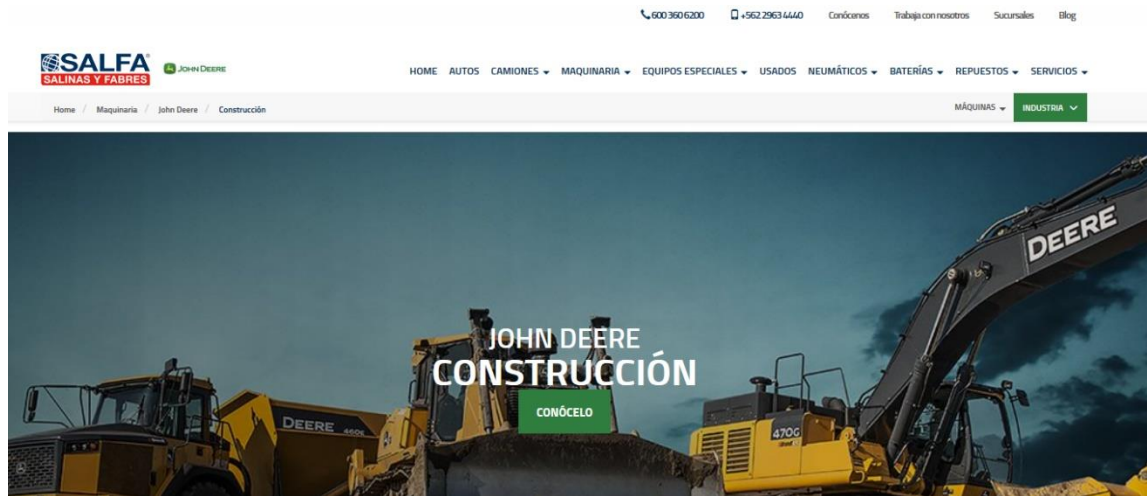 600 360 6200 +562 2963 4440 Conócenos Trabaja con nosotros Sucursales Blog
SALFA
SALINAS Y FABRES
JOHN DEERE
HOME AUTOS CAMIONES MAQUINARIA EQUIPOS ESPECIALES USADOS NEUMÁTICOS BATERÍAS REPUESTOS SERVICIOS
Home / Maquinaria / John Deere / Construcción MÁQUINAS INDUSTRIA
DEERE
JOHN DEERE
CONSTRUCCIÓN
CONÓCELO
DEERE 460E
470G